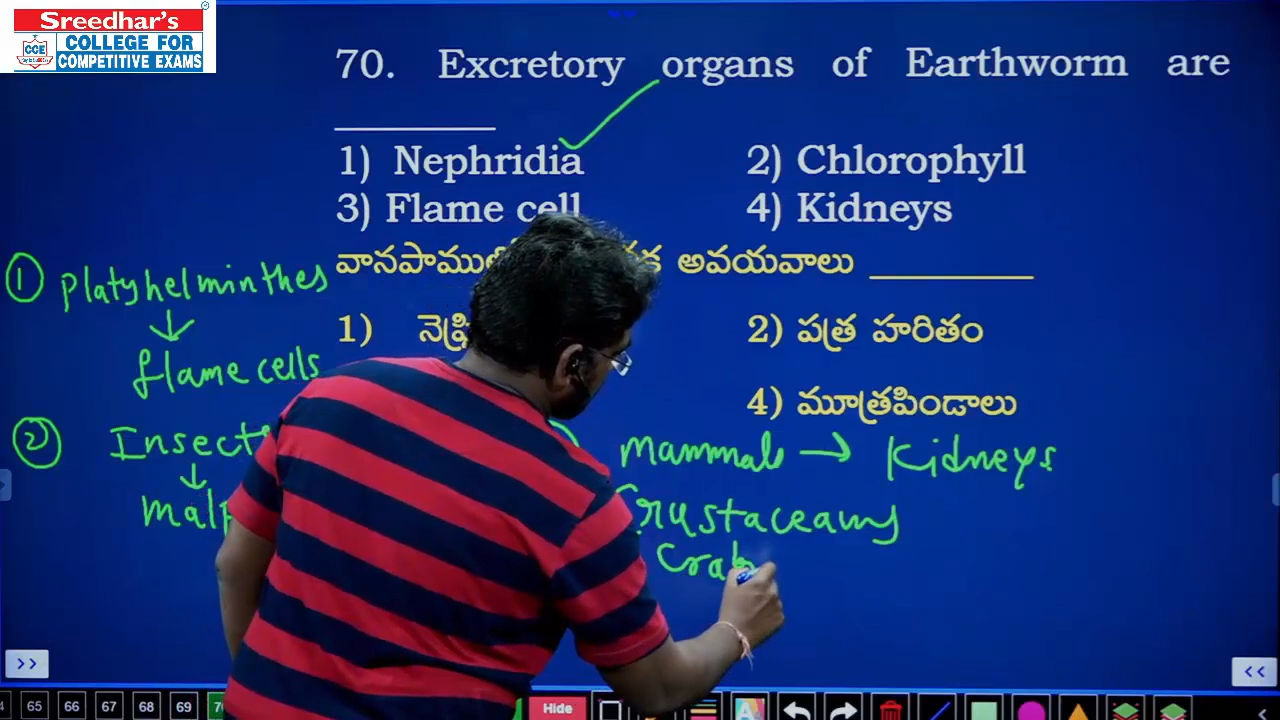 Sreedhar's
COLLEGE FOR
CCE
COMPETITIVE EXAMS
70. Excretory organs of Earthworm are
1) Nephridia
2) Chlorophyll
3) Flame cell
4) Kidneys
అవయవాలు
1)
2) పత్ర హరితం
4) మూత్రపిండాలు
1 Platyhelminthes
flame cells
2
mammals → Kidneys
Crustaceans
Crab
>>
<<
65 66 67 68 69
Hide